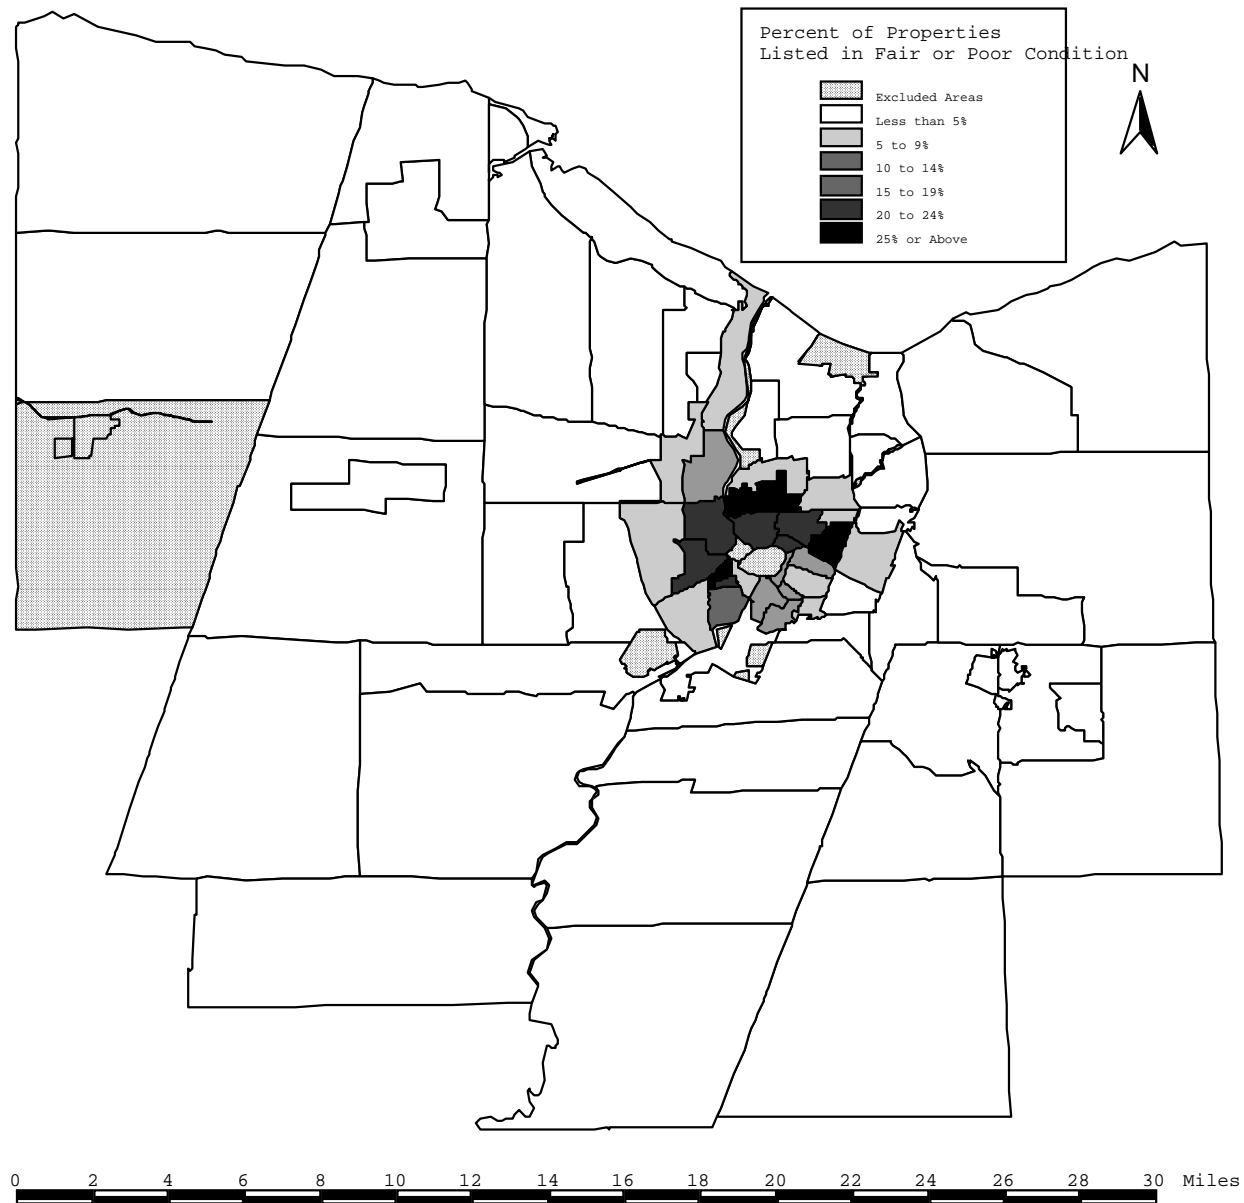 Percent of Properties
Listed in Fair or Poor Condition
N
Excluded Areas
Less than 5%
5 to 9%
10 to 14%
15 to 19%
20 to 24%
25% or Above
0 2 4 6 8 10 12 14 16 18 20 22 24 26 28 30 Miles